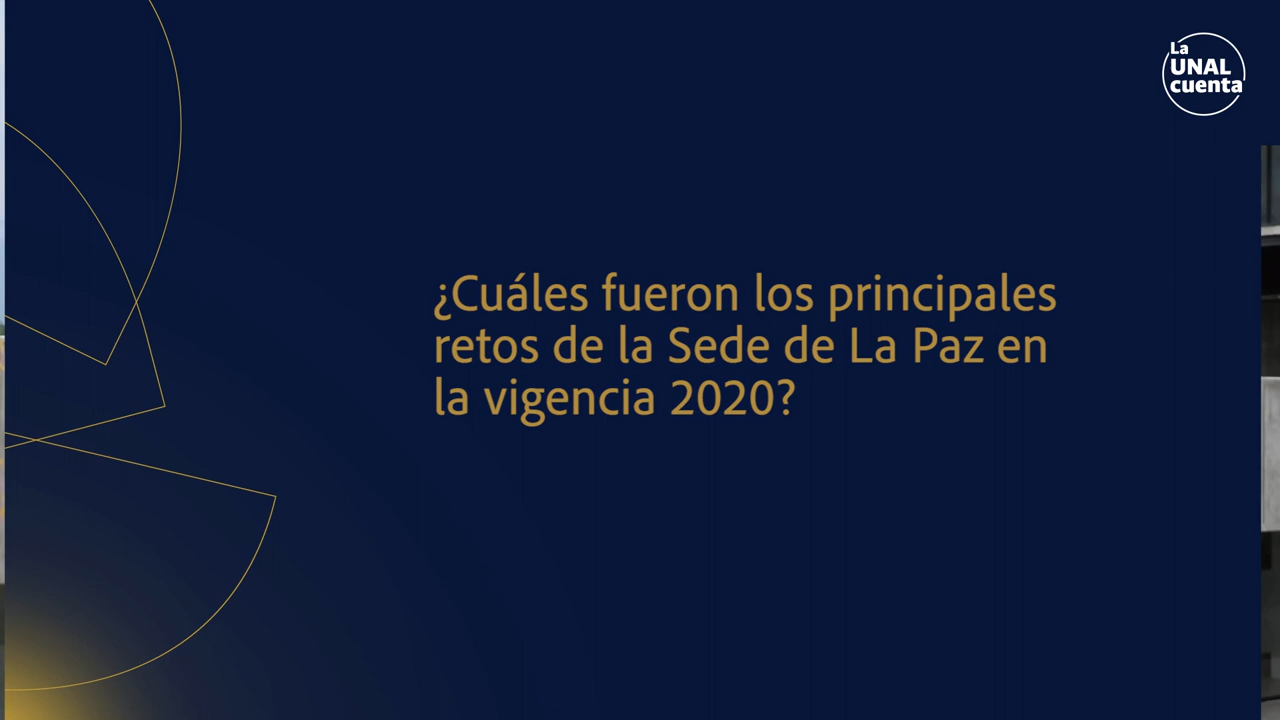 La
UNAL
cuenta
¿Cuáles fueron los principales
retos de la Sede de La Paz en
la vigencia 2020?